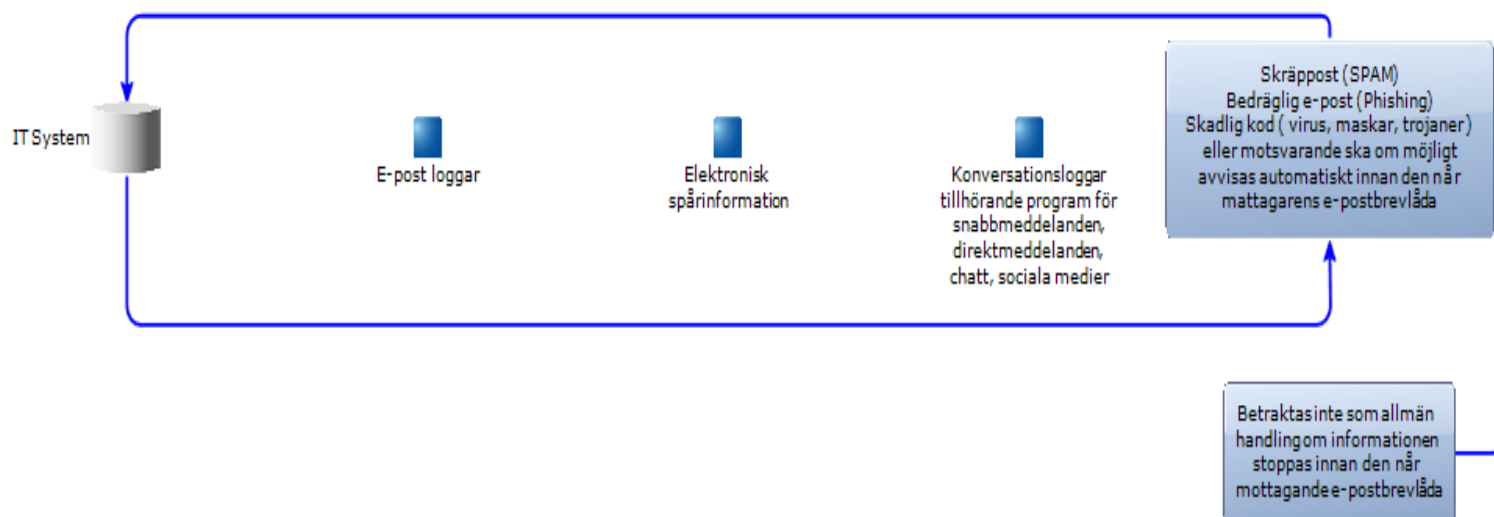 IT System
E-post loggar
Elektronisk
spårinformation
Konversationsloggar
tillhörande program för
snabbmeddelanden,
direktmeddelanden,
chatt, sociala medier
Skräppost (SPAM)
Bedräglig e-post (Phishing)
Skadlig kod ( virus, maskar, trojaner)
eller motsvarande ska om möjligt
avvisas automatiskt innan den når
mattagarens e-postbrevlåda
Betraktas inte som allmän
handling om informationen
stoppas innan den når
mottagande e-postbrevlåda